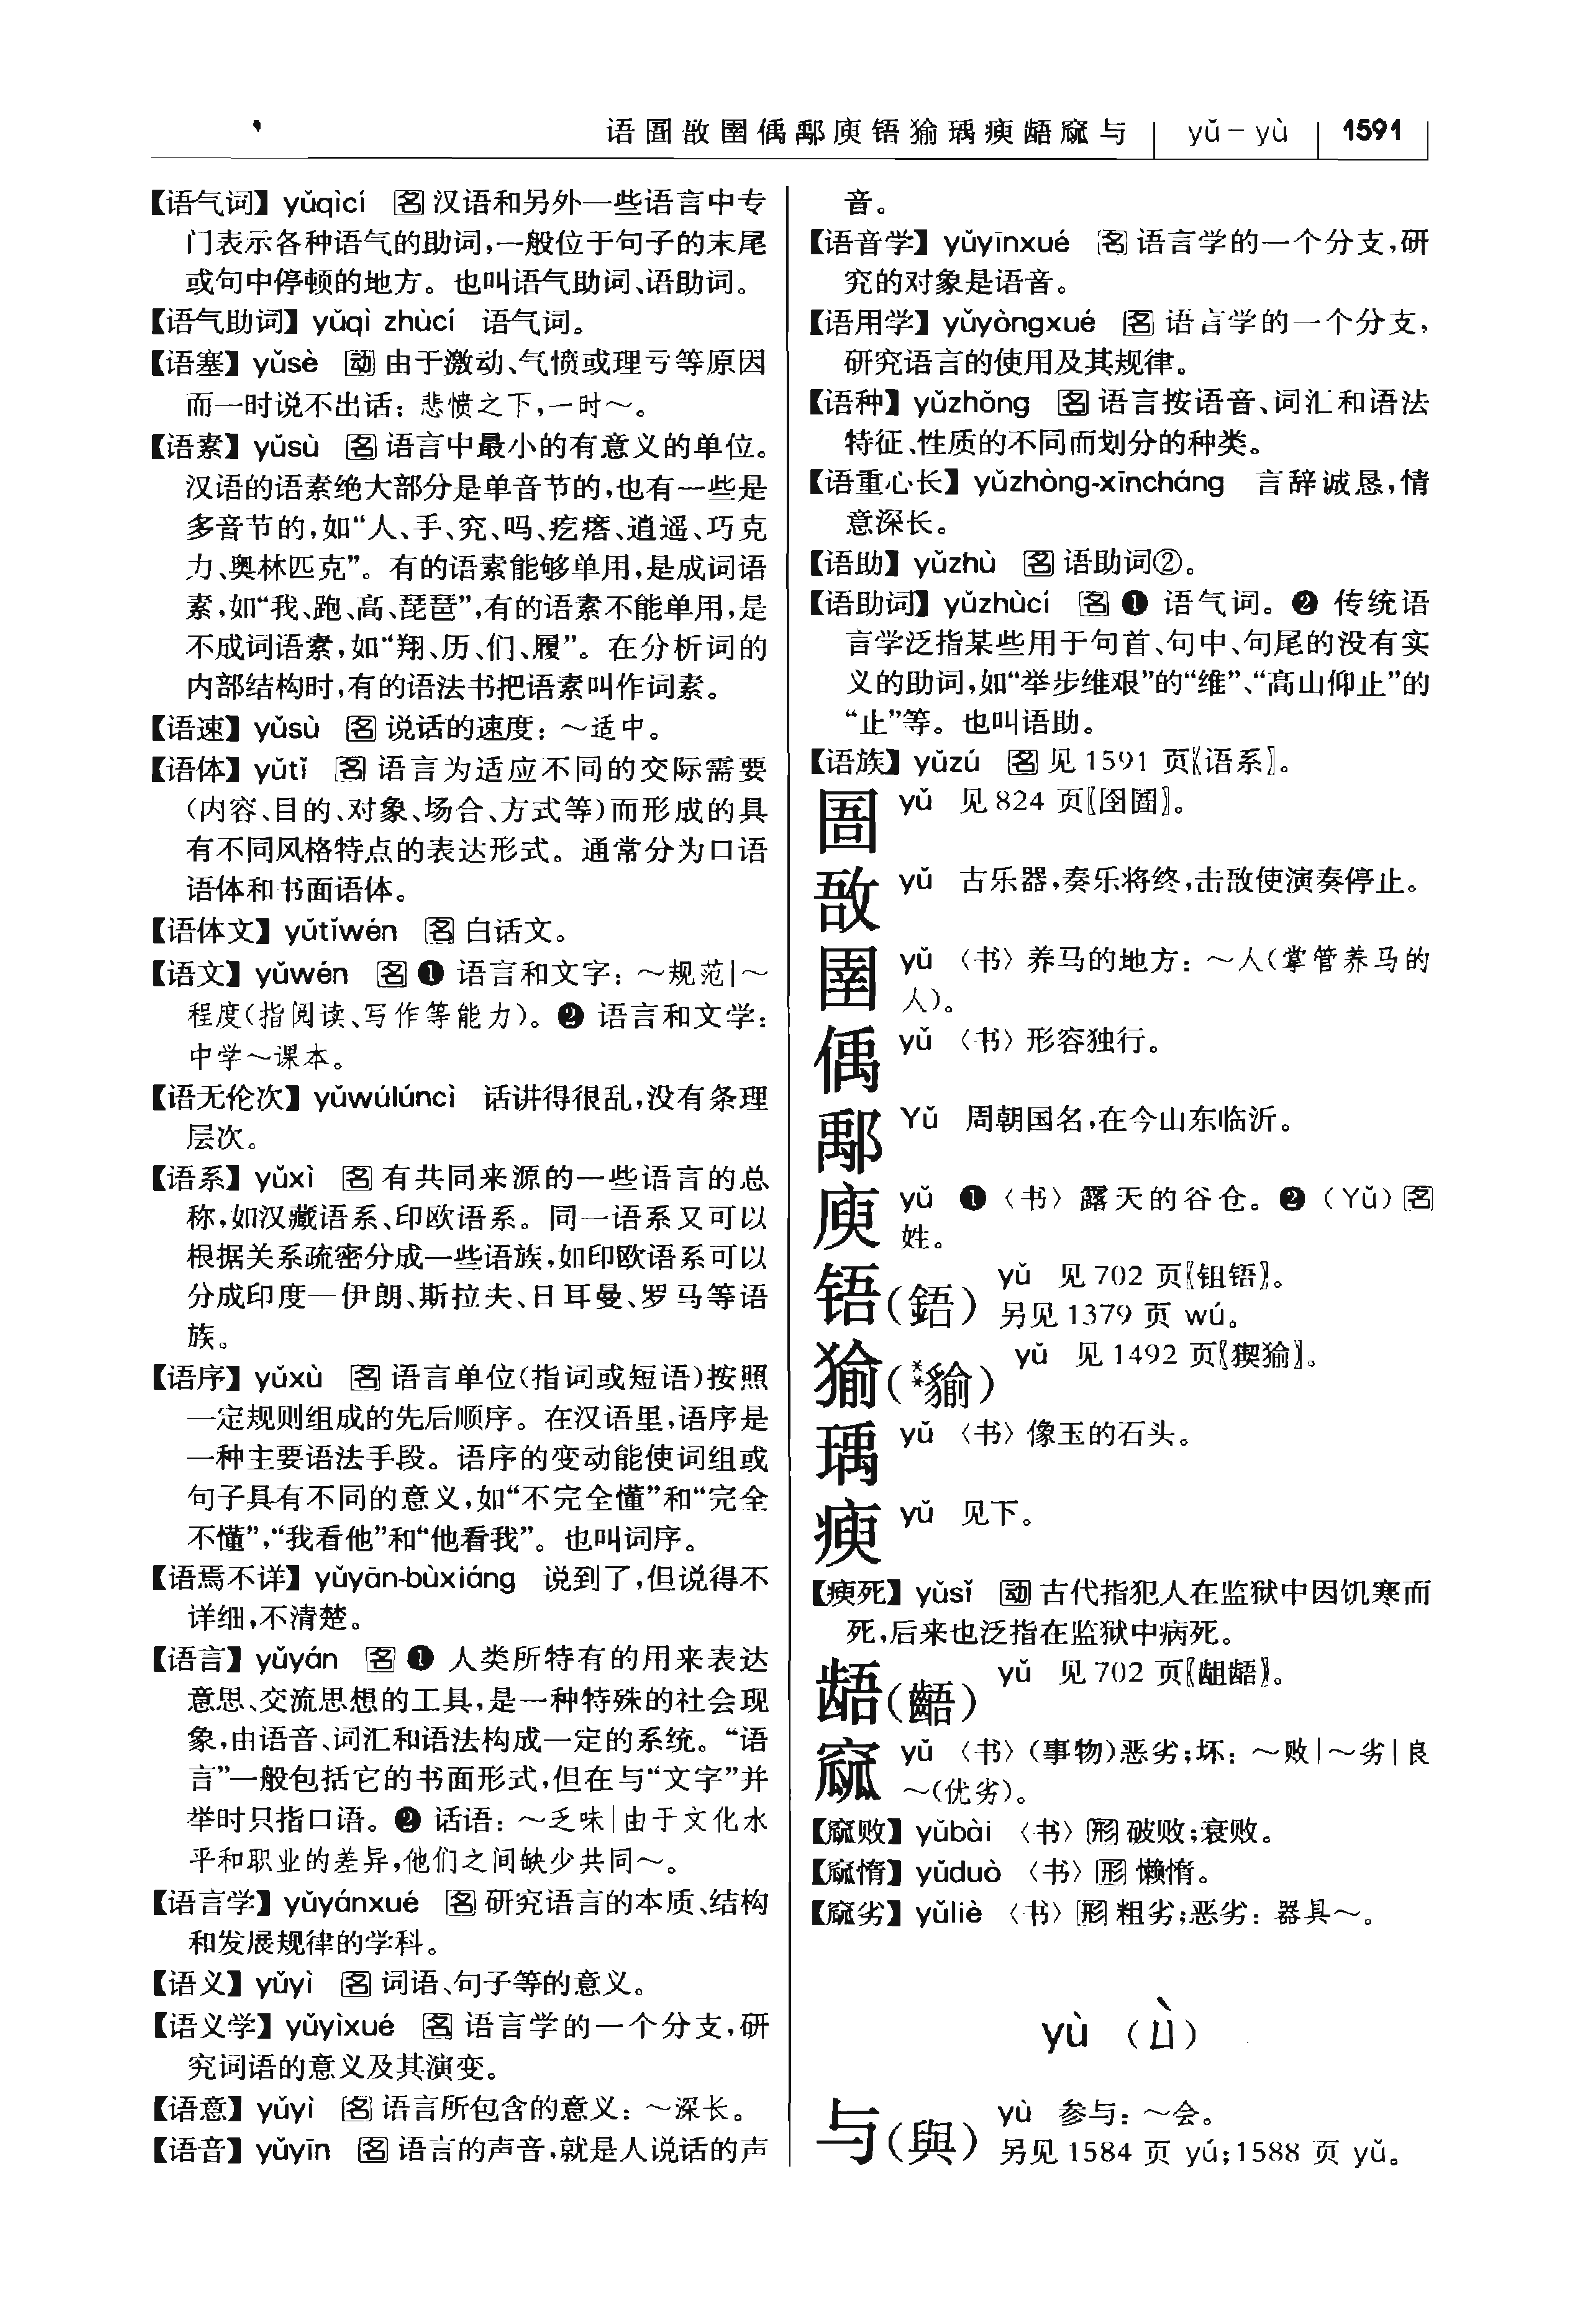 语圄敔圉偊鄅庾铻㺄瑀瘐龉窳与 yǔ－yù 1591
【语气词】yǔqìcí 名 汉语和另外一些语言中专
门表示各种语气的助词，一般位于句子的末尾
或句中停顿的地方。也叫语气助词、语助词。
【语气助词】yǔqì zhùcí 语气词。
【语塞】yǔsè 动 由于激动、气愤或理亏等原因
而一时说不出话：悲愤之下，一时～。
【语素】yǔsù 名 语言中最小的有意义的单位。
汉语的语素绝大部分是单音节的，也有一些是
多音节的，如“人、手、究、吗、疙瘩、逍遥、巧克
力、奥林匹克”。有的语素能够单用，是成词语
素，如“我、跑、高、琵琶”，有的语素不能单用，是
不成词语素，如“翔、历、们、履”。在分析词的
内部结构时，有的语法书把语素叫作词素。
【语速】yǔsù 名 说话的速度：～适中。
【语体】yǔtǐ 名 语言为适应不同的交际需要
（内容、目的、对象、场合、方式等）而形成的具
有不同风格特点的表达形式。通常分为口语
语体和书面语体。
【语体文】yǔtǐwén 名 白话文。
【语文】yǔwén 名 ❶ 语言和文字：～规范|～
程度（指阅读、写作等能力）。❷ 语言和文学：
中学～课本。
【语无伦次】yǔwúlúncì 话讲得很乱，没有条理
层次。
【语系】yǔxì 名 有共同来源的一些语言的总
称，如汉藏语系、印欧语系。同一语系又可以
根据关系疏密分成一些语族，如印欧语系可以
分成印度—伊朗、斯拉夫、日耳曼、罗马等语
族。
【语序】yǔxù 名 语言单位（指词或短语）按照
一定规则组成的先后顺序。在汉语里，语序是
一种主要语法手段。语序的变动能使词组或
句子具有不同的意义，如“不完全懂”和“完全
不懂”，“我看他”和“他看我”。也叫词序。
【语焉不详】yǔyān-bùxiáng 说到了，但说得不
详细，不清楚。
【语言】yǔyán 名 ❶ 人类所特有的用来表达
意思、交流思想的工具，是一种特殊的社会现
象，由语音、词汇和语法构成一定的系统。“语
言”一般包括它的书面形式，但在与“文字”并
举时只指口语。❷ 话语：～乏味|由于文化水
平和职业的差异，他们之间缺少共同～。
【语言学】yǔyánxué 名 研究语言的本质、结构
和发展规律的学科。
【语义】yǔyì 名 词语、句子等的意义。
【语义学】yǔyìxué 名 语言学的一个分支，研
究词语的意义及其演变。
【语意】yǔyì 名 语言所包含的意义：～深长。
【语音】yǔyīn 名 语言的声音，就是人说话的声
音。
【语音学】yǔyīnxué 名 语言学的一个分支，研
究的对象是语音。
【语用学】yǔyòngxué 名 语言学的一个分支，
研究语言的使用及其规律。
【语种】yǔzhǒng 名 语言按语音、词汇和语法
特征、性质的不同而划分的种类。
【语重心长】yǔzhòng-xīncháng 言辞诚恳，情
意深长。
【语助】yǔzhù 名 语助词②。
【语助词】yǔzhùcí 名 ❶ 语气词。❷ 传统语
言学泛指某些用于句首、句中、句尾的没有实
义的助词，如“举步维艰”的“维”、“高山仰止”的
“止”等。也叫语助。
【语族】yǔzú 名 见1591 页〖语系〗。
圄 yǔ 见824 页〖囹圄〗。
敔 yǔ 古乐器，奏乐将终，击敔使演奏停止。
圉 yǔ 〈书〉养马的地方：～人（掌管养马的
人）。
偊 yǔ 〈书〉形容独行。
鄅 Yǔ 周朝国名，在今山东临沂。
庾 yǔ ❶〈书〉露天的谷仓。❷（Yǔ）名
姓。
铻（鋙） yǔ 见702 页〖鉏铻〗。
另见1379 页 wú。
㺄（**貐） yǔ 见1492 页〖猰㺄〗。
瑀 yǔ 〈书〉像玉的石头。
瘐 yǔ 见下。
【瘐死】yǔsǐ 动 古代指犯人在监狱中因饥寒而
死，后来也泛指在监狱中病死。
龉（齬） yǔ 见702 页〖龃龉〗。
窳 yǔ 〈书〉（事物）恶劣；坏：～败|～劣|良
～（优劣）。
【窳败】yǔbài 〈书〉形 破败；衰败。
【窳惰】yǔduò 〈书〉形 懒惰。
【窳劣】yǔliè 〈书〉形 粗劣；恶劣：器具～。
yù （ㄩˋ）
与（與） yù 参与：～会。
另见1584 页 yú；1588 页 yǔ。